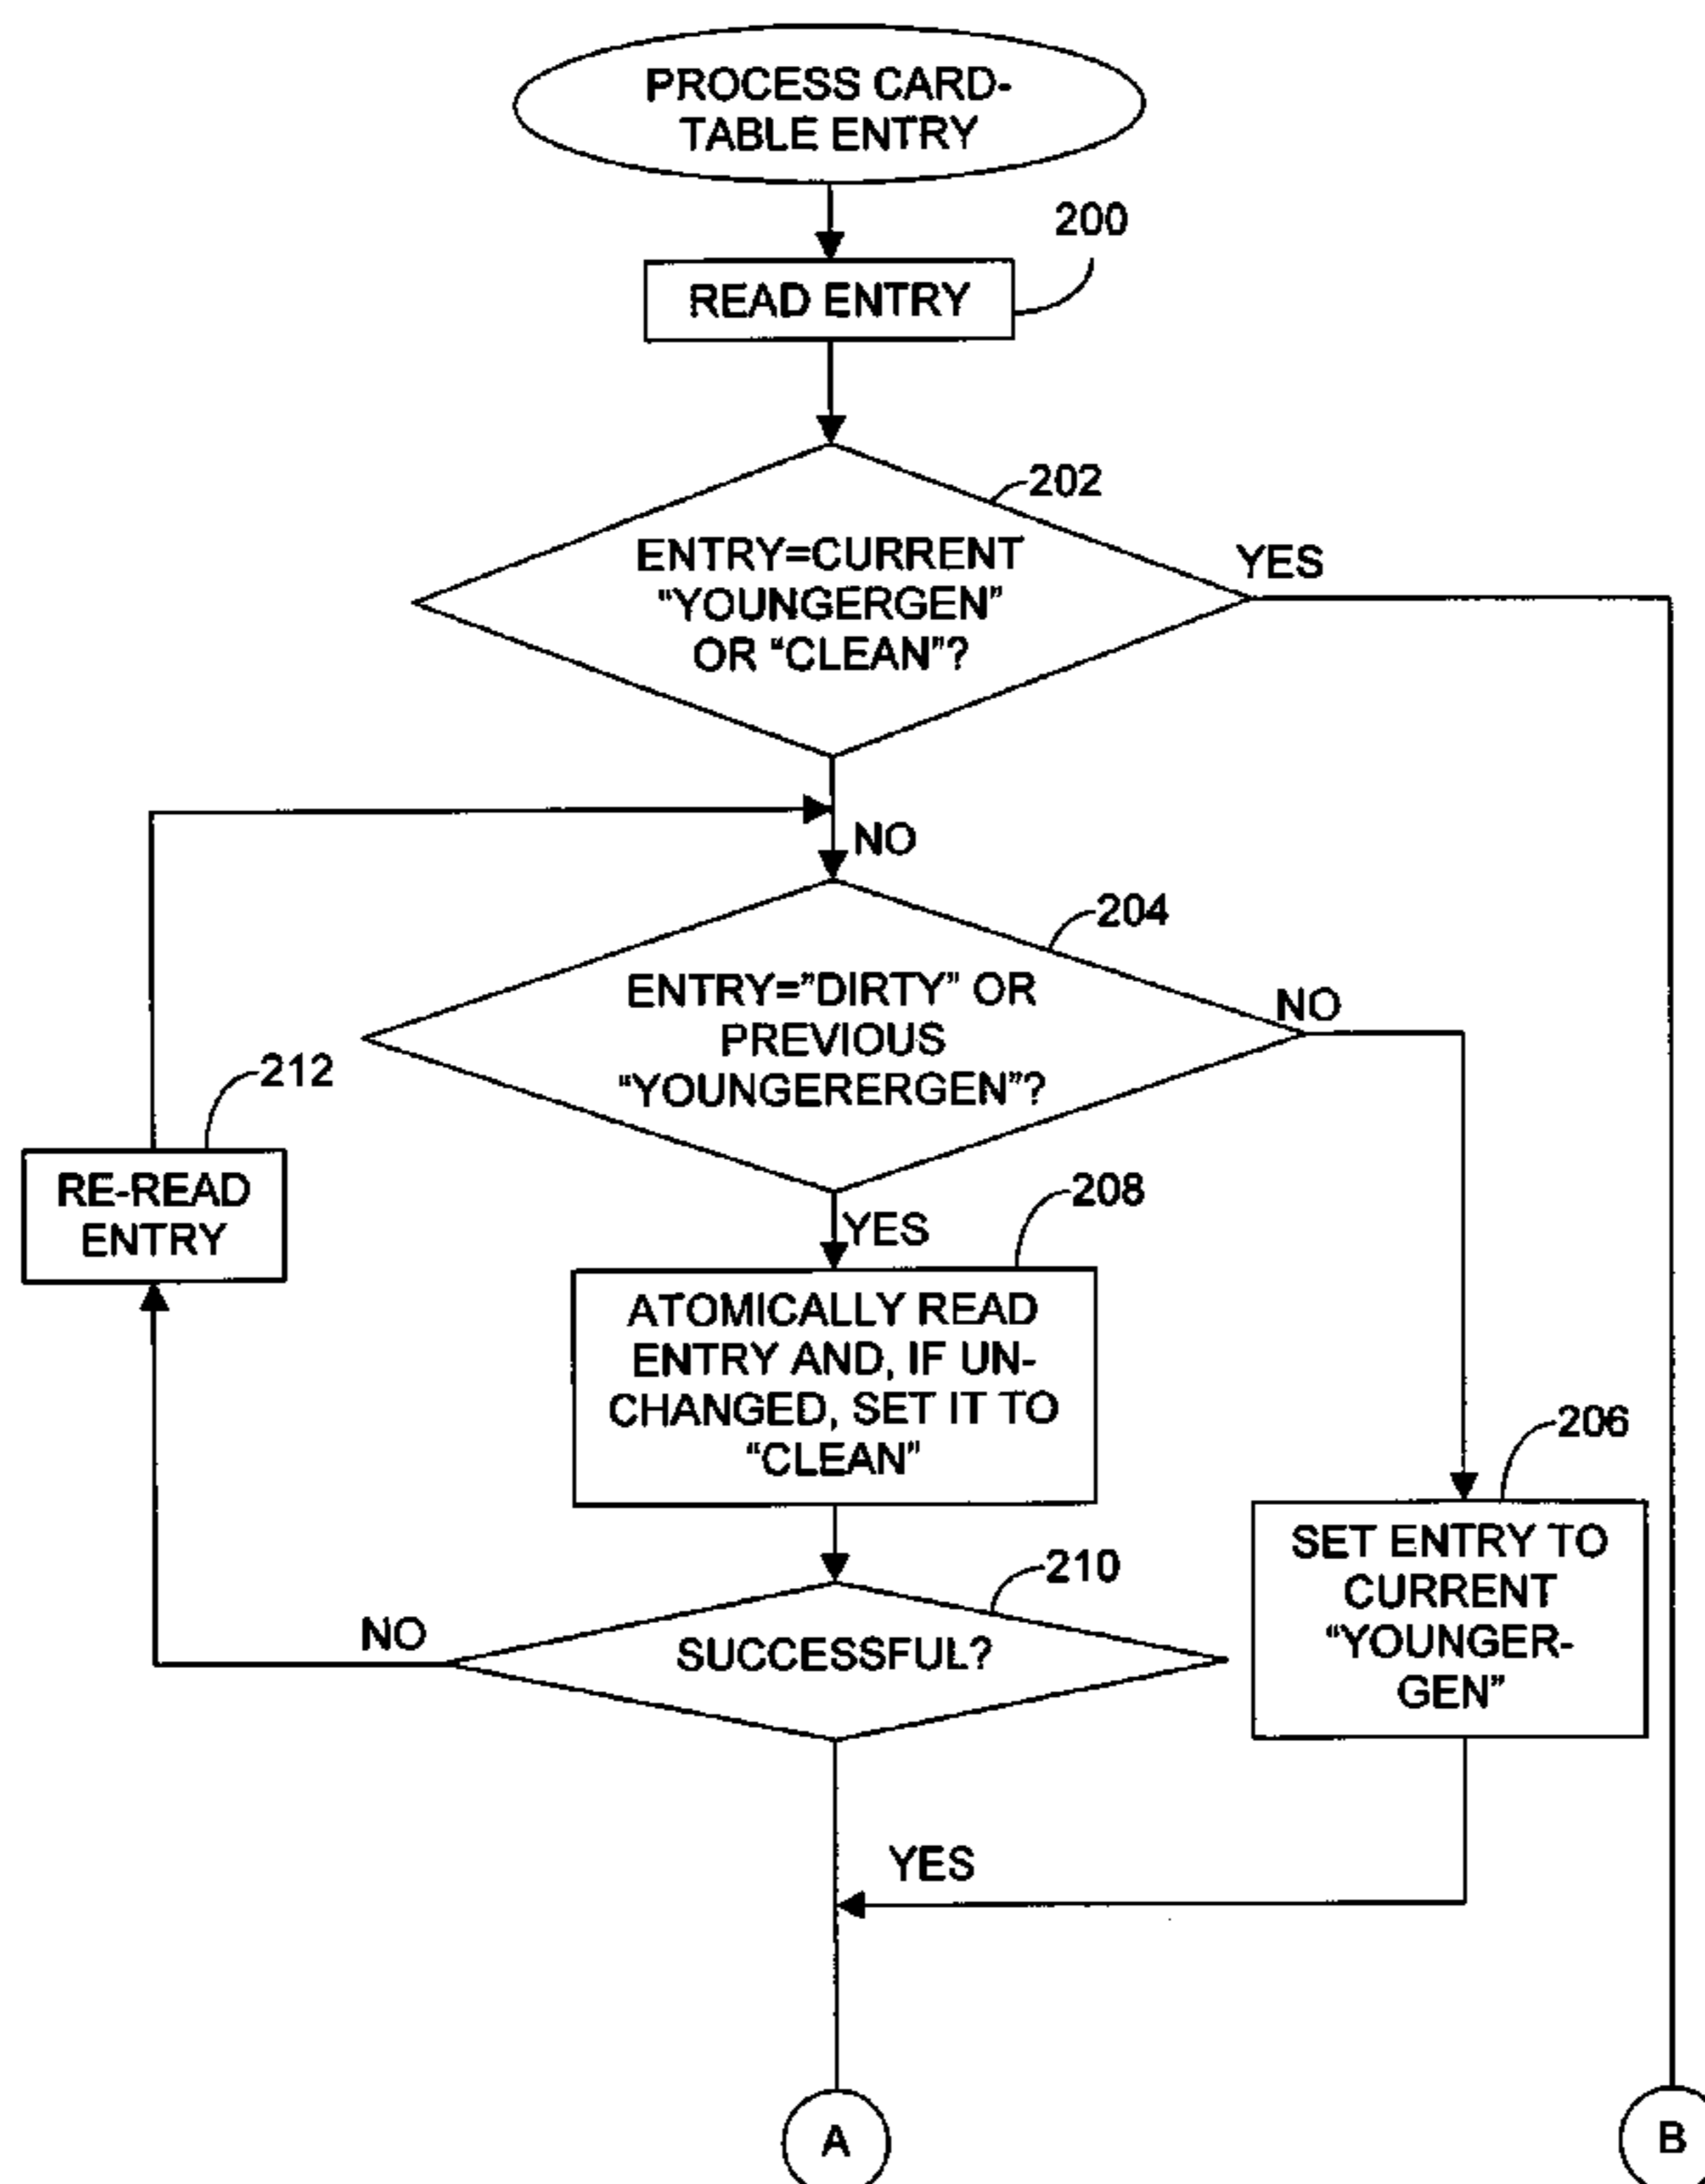 PROCESS CARD-
TABLE ENTRY
200
READ ENTRY
202
ENTRY=CURRENT
“YOUNGERGEN”
OR “CLEAN”?
YES
NO
204
ENTRY=”DIRTY” OR
PREVIOUS
“YOUNGERERGEN”?
NO
212
RE-READ
ENTRY
YES
208
ATOMICALLY READ
ENTRY AND, IF UN-
CHANGED, SET IT TO
“CLEAN”
206
SET ENTRY TO
CURRENT
“YOUNGER-
GEN”
210
SUCCESSFUL?
NO
YES
A
B